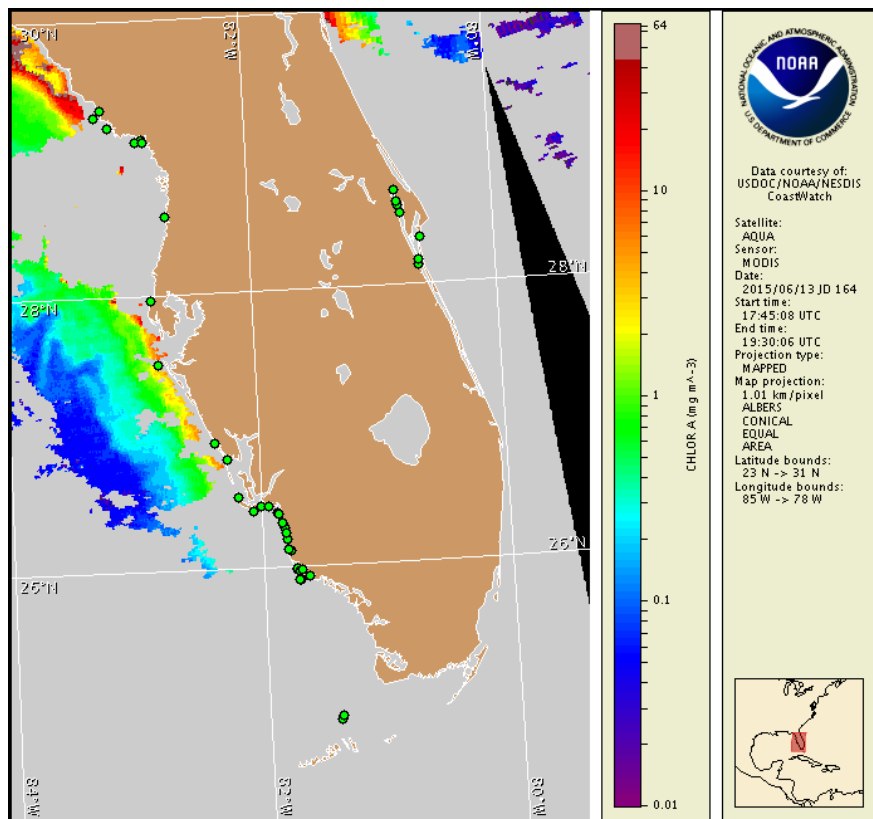 30°N
82°W
80°W
28°N
28°N
26°N
26°N
84°W
82°W
80°W
64
10
1
0.1
0.01
CHLOR A (mg m^-3)
NATIONAL OCEANIC AND ATMOSPHERIC ADMINISTRATION
NOAA
U.S. DEPARTMENT OF COMMERCE
Data courtesy of:
USDOC/NOAA/NESDIS
CoastWatch
Satellite:
AQUA
Sensor:
MODIS
Date:
2015/06/13 JD 164
Start time:
17:45:08 UTC
End time:
19:30:06 UTC
Projection type:
MAPPED
Map projection:
1.01 km/pixel
ALBERS
CONICAL
EQUAL
AREA
Latitude bounds:
23 N -> 31 N
Longitude bounds:
85 W -> 78 W